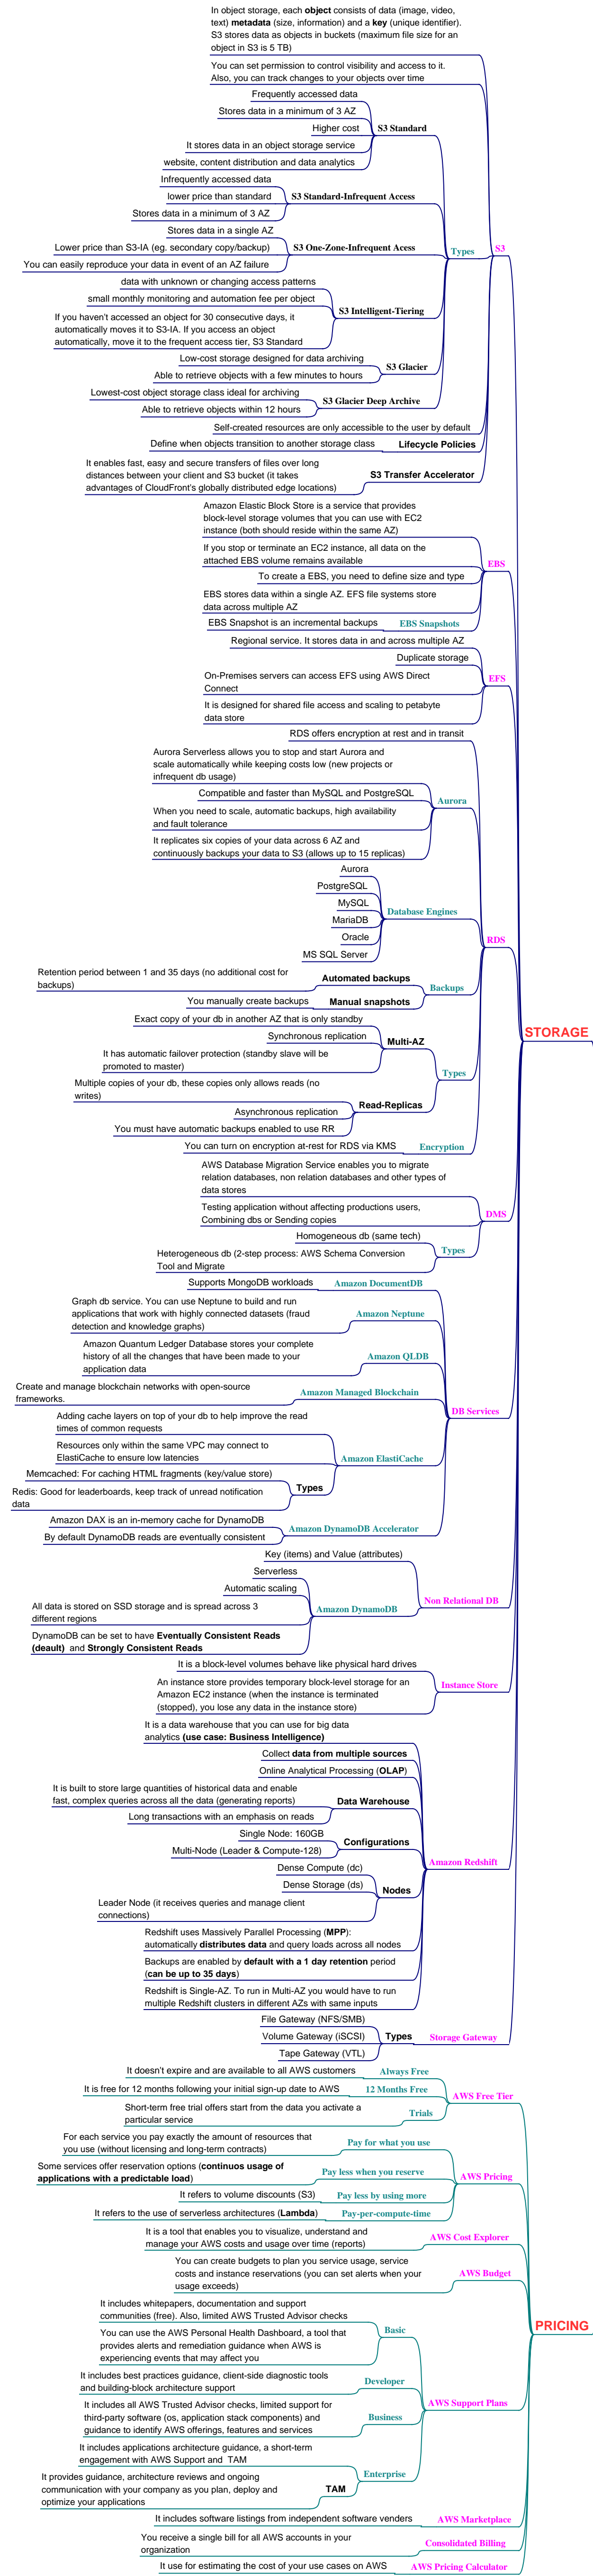 In object storage, each object consists of data (image, video,
text) metadata (size, information) and a key (unique identifier).
S3 stores data as objects in buckets (maximum file size for an
object in S3 is 5 TB)
You can set permission to control visibility and access to it.
Also, you can track changes to your objects over time
Frequently accessed data
Stores data in a minimum of 3 AZ
Higher cost
S3 Standard
It stores data in an object storage service
website, content distribution and data analytics
Infrequently accessed data
lower price than standard
S3 Standard-Infrequent Access
Stores data in a minimum of 3 AZ
Stores data in a single AZ
Lower price than S3-IA (eg. secondary copy/backup)
S3 One-Zone-Infrequent Acess
Types
S3
You can easily reproduce your data in event of an AZ failure
data with unknown or changing access patterns
small monthly monitoring and automation fee per object
S3 Intelligent-Tiering
If you haven't accessed an object for 30 consecutive days, it
automatically moves it to S3-IA. If you access an object
automatically, move it to the frequent access tier, S3 Standard
Low-cost storage designed for data archiving
S3 Glacier
Able to retrieve objects with a few minutes to hours
Lowest-cost object storage class ideal for archiving
S3 Glacier Deep Archive
Able to retrieve objects within 12 hours
Self-created resources are only accessible to the user by default
Define when objects transition to another storage class
Lifecycle Policies
It enables fast, easy and secure transfers of files over long
distances between your client and S3 bucket (it takes
advantages of CloudFront's globally distributed edge locations)
S3 Transfer Accelerator
Amazon Elastic Block Store is a service that provides
block-level storage volumes that you can use with EC2
instance (both should reside within the same AZ)
If you stop or terminate an EC2 instance, all data on the
attached EBS volume remains available
EBS
To create a EBS, you need to define size and type
EBS stores data within a single AZ. EFS file systems store
data across multiple AZ
EBS Snapshot is an incremental backups
EBS Snapshots
Regional service. It stores data in and across multiple AZ
Duplicate storage
EFS
On-Premises servers can access EFS using AWS Direct
Connect
It is designed for shared file access and scaling to petabyte
data store
RDS offers encryption at rest and in transit
Aurora Serverless allows you to stop and start Aurora and
scale automatically while keeping costs low (new projects or
infrequent db usage)
Compatible and faster than MySQL and PostgreSQL
Aurora
When you need to scale, automatic backups, high availability
and fault tolerance
It replicates six copies of your data across 6 AZ and
continuously backups your data to S3 (allows up to 15 replicas)
Aurora
PostgreSQL
MySQL
Database Engines
MariaDB
Oracle
MS SQL Server
RDS
Retention period between 1 and 35 days (no additional cost for
backups)
Automated backups
Backups
You manually create backups
Manual snapshots
Exact copy of your db in another AZ that is only standby
Synchronous replication
Multi-AZ
It has automatic failover protection (standby slave will be
promoted to master)
Types
Multiple copies of your db, these copies only allows reads (no
writes)
Read-Replicas
Asynchronous replication
You must have automatic backups enabled to use RR
You can turn on encryption at-rest for RDS via KMS
Encryption
STORAGE
AWS Database Migration Service enables you to migrate
relation databases, non relation databases and other types of
data stores
Testing application without affecting productions users,
Combining dbs or Sending copies
DMS
Homogeneous db (same tech)
Types
Heterogeneous db (2-step process: AWS Schema Conversion
Tool and Migrate
Supports MongoDB workloads
Amazon DocumentDB
Graph db service. You can use Neptune to build and run
applications that work with highly connected datasets (fraud
detection and knowledge graphs)
Amazon Neptune
Amazon Quantum Ledger Database stores your complete
history of all the changes that have been made to your
application data
Amazon QLDB
Create and manage blockchain networks with open-source
frameworks.
Amazon Managed Blockchain
DB Services
Adding cache layers on top of your db to help improve the read
times of common requests
Resources only within the same VPC may connect to
ElastiCache to ensure low latencies
Amazon ElastiCache
Memcached: For caching HTML fragments (key/value store)
Types
Redis: Good for leaderboards, keep track of unread notification
data
Amazon DAX is an in-memory cache for DynamoDB
Amazon DynamoDB Accelerator
By default DynamoDB reads are eventually consistent
Key (items) and Value (attributes)
Serverless
Automatic scaling
Non Relational DB
Amazon DynamoDB
All data is stored on SSD storage and is spread across 3
different regions
DynamoDB can be set to have Eventually Consistent Reads
(deault) and Strongly Consistent Reads
It is a block-level volumes behave like physical hard drives
Instance Store
An instance store provides temporary block-level storage for an
Amazon EC2 instance (when the instance is terminated
(stopped), you lose any data in the instance store)
It is a data warehouse that you can use for big data
analytics (use case: Business Intelligence)
Collect data from multiple sources
Online Analytical Processing (OLAP)
It is built to store large quantities of historical data and enable
fast, complex queries across all the data (generating reports)
Data Warehouse
Long transactions with an emphasis on reads
Single Node: 160GB
Configurations
Multi-Node (Leader & Compute-128)
Amazon Redshift
Dense Compute (dc)
Dense Storage (ds)
Nodes
Leader Node (it receives queries and manage client
connections)
Redshift uses Massively Parallel Processing (MPP):
automatically distributes data and query loads across all nodes
Backups are enabled by default with a 1 day retention period
(can be up to 35 days)
Redshift is Single-AZ. To run in Multi-AZ you would have to run
multiple Redshift clusters in different AZs with same inputs
File Gateway (NFS/SMB)
Volume Gateway (iSCSI)
Types
Storage Gateway
Tape Gateway (VTL)
It doesn't expire and are available to all AWS customers
Always Free
It is free for 12 months following your initial sign-up date to AWS
12 Months Free
AWS Free Tier
Short-term free trial offers start from the data you activate a
particular service
Trials
For each service you pay exactly the amount of resources that
you use (without licensing and long-term contracts)
Pay for what you use
Some services offer reservation options (continuos usage of
applications with a predictable load)
Pay less when you reserve
AWS Pricing
It refers to volume discounts (S3)
Pay less by using more
It refers to the use of serverless architectures (Lambda)
Pay-per-compute-time
It is a tool that enables you to visualize, understand and
manage your AWS costs and usage over time (reports)
AWS Cost Explorer
You can create budgets to plan you service usage, service
costs and instance reservations (you can set alerts when your
usage exceeds)
AWS Budget
PRICING
It includes whitepapers, documentation and support
communities (free). Also, limited AWS Trusted Advisor checks
Basic
You can use the AWS Personal Health Dashboard, a tool that
provides alerts and remediation guidance when AWS is
experiencing events that may affect you
It includes best practices guidance, client-side diagnostic tools
and building-block architecture support
Developer
AWS Support Plans
It includes all AWS Trusted Advisor checks, limited support for
third-party software (os, application stack components) and
guidance to identify AWS offerings, features and services
Business
It includes applications architecture guidance, a short-term
engagement with AWS Support and TAM
Enterprise
It provides guidance, architecture reviews and ongoing
communication with your company as you plan, deploy and
optimize your applications
TAM
It includes software listings from independent software venders
AWS Marketplace
You receive a single bill for all AWS accounts in your
organization
Consolidated Billing
It use for estimating the cost of your use cases on AWS
AWS Pricing Calculator